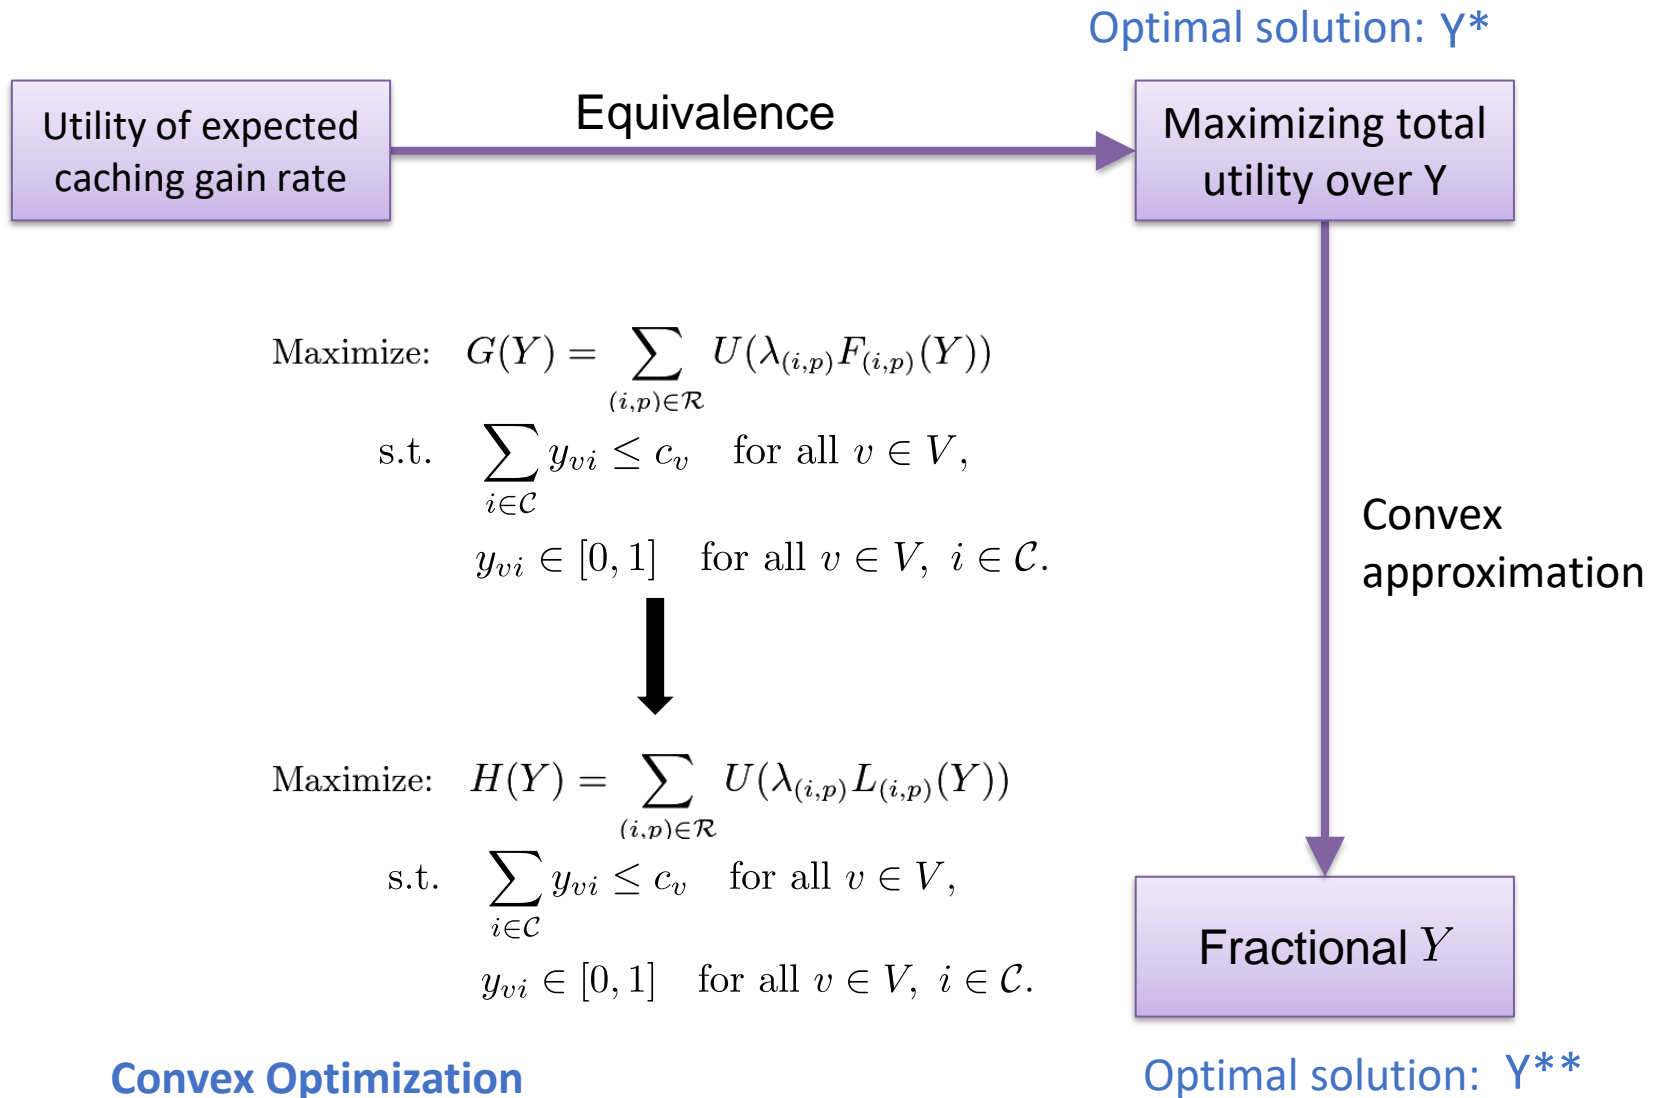 Optimal solution: Y*
Utility of expected
caching gain rate
Equivalence
Maximizing total
utility over Y
Maximize: G(Y) = ∑_{(i,p)∈ℛ} U(λ_{(i,p)}F_{(i,p)}(Y))
s.t. ∑_{i∈𝒞} y_{vi} ≤ c_v for all v ∈ V,
y_{vi} ∈ [0, 1] for all v ∈ V, i ∈ 𝒞.
Convex
approximation
Maximize: H(Y) = ∑_{(i,p)∈ℛ} U(λ_{(i,p)}L_{(i,p)}(Y))
s.t. ∑_{i∈𝒞} y_{vi} ≤ c_v for all v ∈ V,
y_{vi} ∈ [0, 1] for all v ∈ V, i ∈ 𝒞.
Fractional Y
Convex Optimization
Optimal solution: Y**